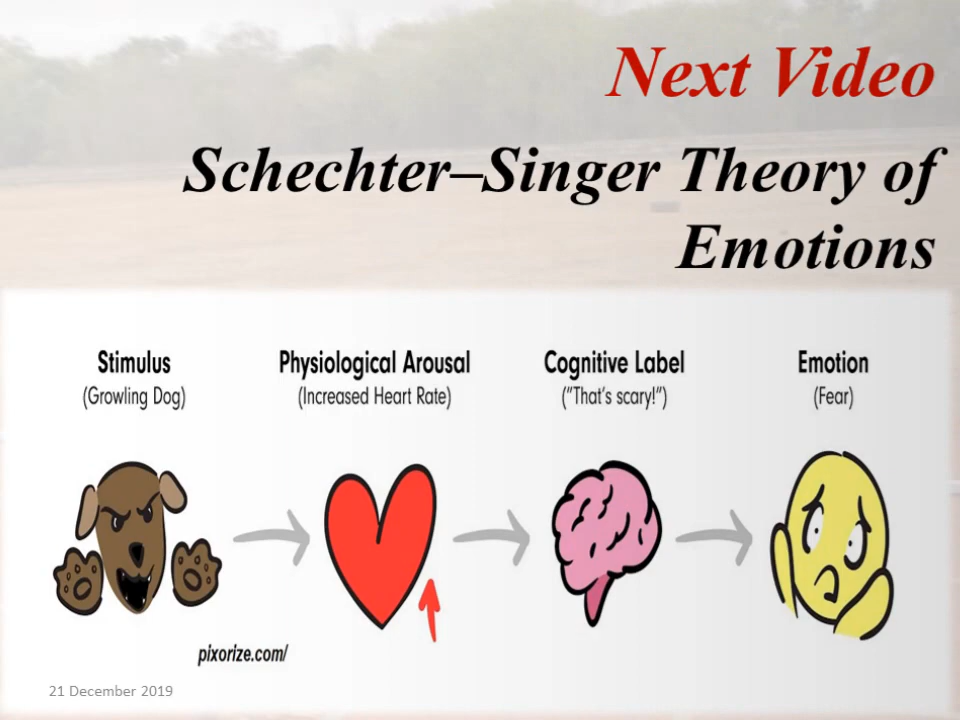 Next Video
Schechter–Singer Theory of
Emotions
Stimulus
(Growling Dog)
Physiological Arousal
(Increased Heart Rate)
Cognitive Label
("That's scary!")
Emotion
(Fear)
pixorize.com/
21 December 2019